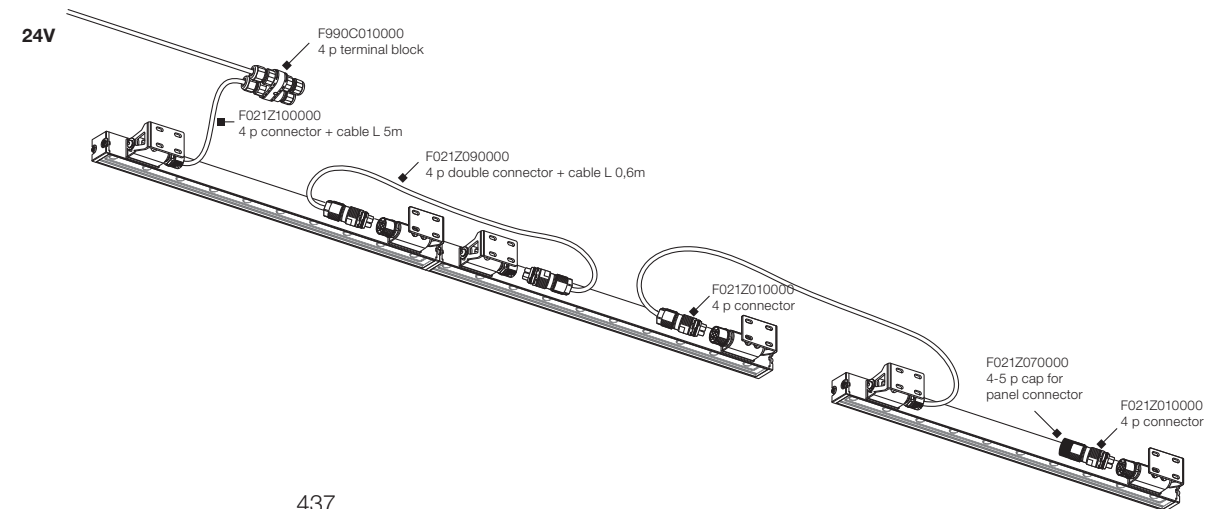 24V
F990C010000
4 p terminal block
F021Z100000
4 p connector + cable L 5m
F021Z090000
4 p double connector + cable L 0,6m
F021Z010000
4 p connector
F021Z070000
4-5 p cap for
panel connector
F021Z010000
4 p connector
437